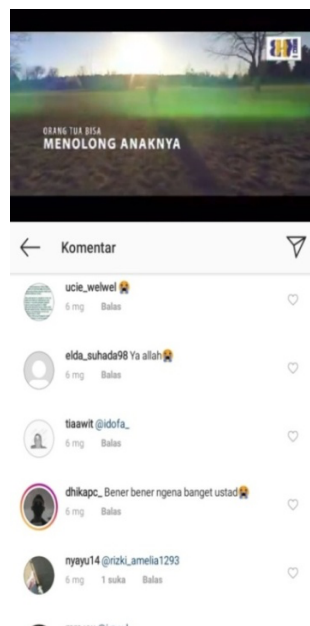 ORANG TUA BISA
MENOLONG ANAKNYA
Komentar
ucie_welwel 😭
6 mg Balas
elda_suhada98 Ya allah😭
6 mg Balas
tiaawit @idofa_
6 mg Balas
dhikapc_ Bener bener ngena banget ustad😭
6 mg Balas
nyayu14 @rizki_amelia1293
6 mg 1 suka Balas